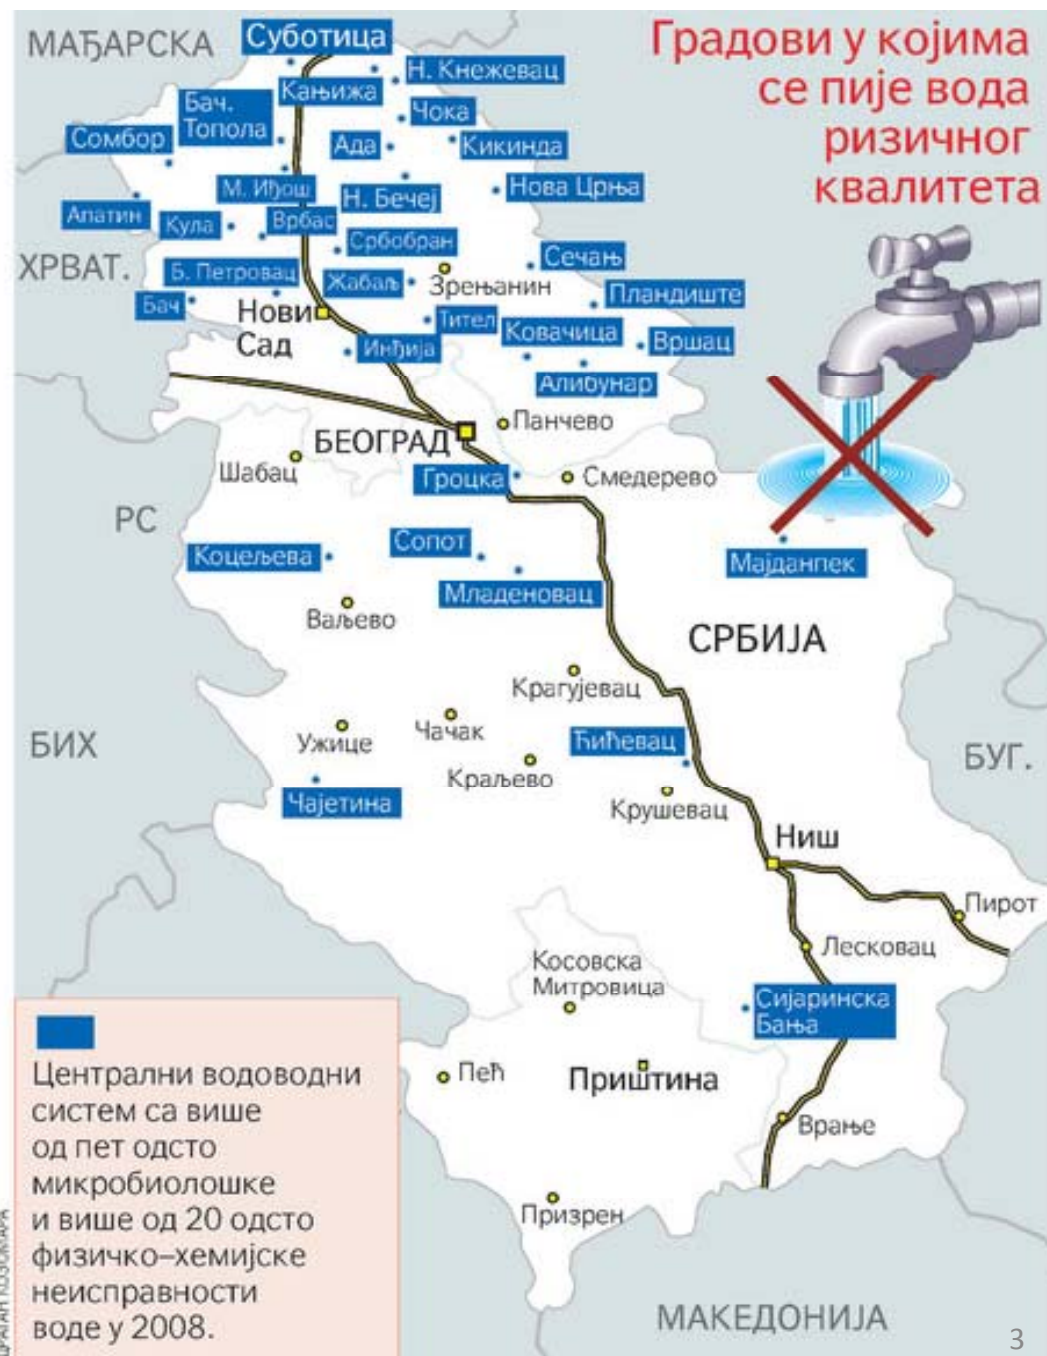 Градови у којима
се пије вода
ризичног
квалитета
МАЂАРСКА
Суботица
Н. Кнежевац
Кањижа
Бач.
Топола
Чока
Сомбор
Ада
Кикинда
М. Иђош
Н. Бечеј
Нова Црња
Апатин
Кула
Врбас
Србобран
ХРВАТ.
Б. Петровац
Жабаљ
Зрењанин
Сечањ
Бач
Нови
Сад
Тител
Пландиште
Ковачица
Вршац
Инђија
Алибунар
Панчево
БЕОГРАД
Шабац
Гроцка
Смедерево
РС
Коцељева
Сопот
Младеновац
Мајданпек
Ваљево
СРБИЈА
Крагујевац
Ужице
Чачак
Ћићевац
БИХ
БУГ.
Краљево
Чајетина
Крушевац
Ниш
Пирот
Лесковац
Косовска
Митровица
Сијаринска
Бања
Пећ
Приштина
Врање
Призрен
МАКЕДОНИЈА
Централни водоводни
систем са више
од пет одсто
микробиолошке
и више од 20 одсто
физичко–хемијске
неисправности
воде у 2008.
3